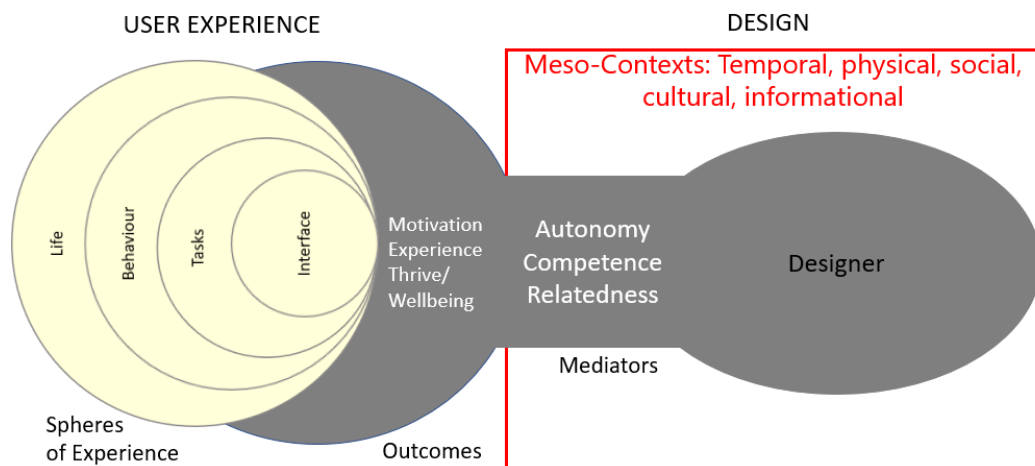 USER EXPERIENCE
DESIGN
Meso-Contexts: Temporal, physical, social,
cultural, informational
Life
Behaviour
Tasks
Interface
Motivation
Experience
Thrive/
Wellbeing
Autonomy
Competence
Relatedness
Designer
Mediators
Spheres
of Experience
Outcomes